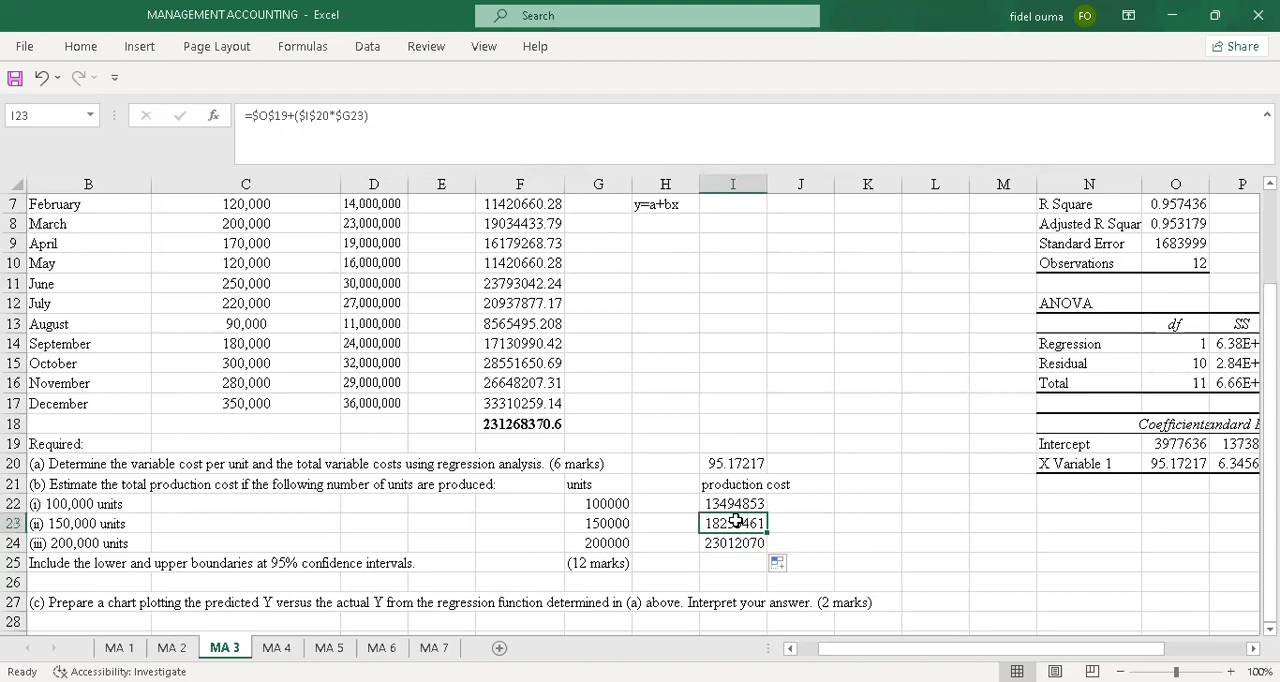 MANAGEMENT ACCOUNTING - Excel
Search
fidel ouma FO
File Home Insert Page Layout Formulas Data Review View Help Share
I23 fx =$O$19+($I$20*$G23)
B C D E F G H I J K L M N O P
7 February 120,000 14,000,000 11420660.28 y=a+bx R Square 0.957436
8 March 200,000 23,000,000 19034433.79 Adjusted R Squar 0.953179
9 April 170,000 19,000,000 16179268.73 Standard Error 1683999
10 May 120,000 16,000,000 11420660.28 Observations 12
11 June 250,000 30,000,000 23793042.24
12 July 220,000 27,000,000 20937877.17 ANOVA
13 August 90,000 11,000,000 8565495.208 df SS
14 September 180,000 24,000,000 17130990.42 Regression 1 6.38E+
15 October 300,000 32,000,000 28551650.69 Residual 10 2.84E+
16 November 280,000 29,000,000 26648207.31 Total 11 6.66E+
17 December 350,000 36,000,000 33310259.14
18 231268370.6 Coefficients andard E
19 Required: Intercept 3977636 13738
20 (a) Determine the variable cost per unit and the total variable costs using regression analysis. (6 marks) 95.17217 X Variable 1 95.17217 6.3456
21 (b) Estimate the total production cost if the following number of units are produced: units production cost
22 (i) 100,000 units 100000 13494853
23 (ii) 150,000 units 150000
24 (iii) 200,000 units 200000 23012070
25 Include the lower and upper boundaries at 95% confidence intervals. (12 marks)
26
27 (c) Prepare a chart plotting the predicted Y versus the actual Y from the regression function determined in (a) above. Interpret your answer. (2 marks)
28
MA 1 MA 2 MA 3 MA 4 MA 5 MA 6 MA 7
Ready Accessibility: Investigate 100%